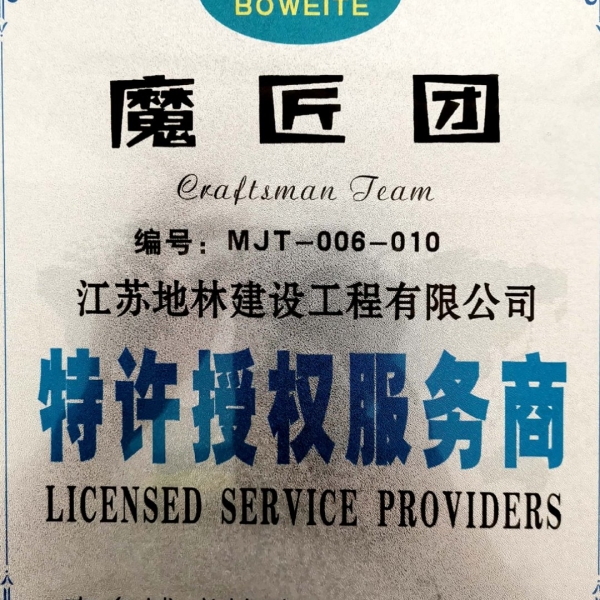 BOWEITE
魔匠团
Craftsman Team
编号：MJT-006-010
江苏地林建设工程有限公司
特许授权服务商
LICENSED SERVICE PROVIDERS